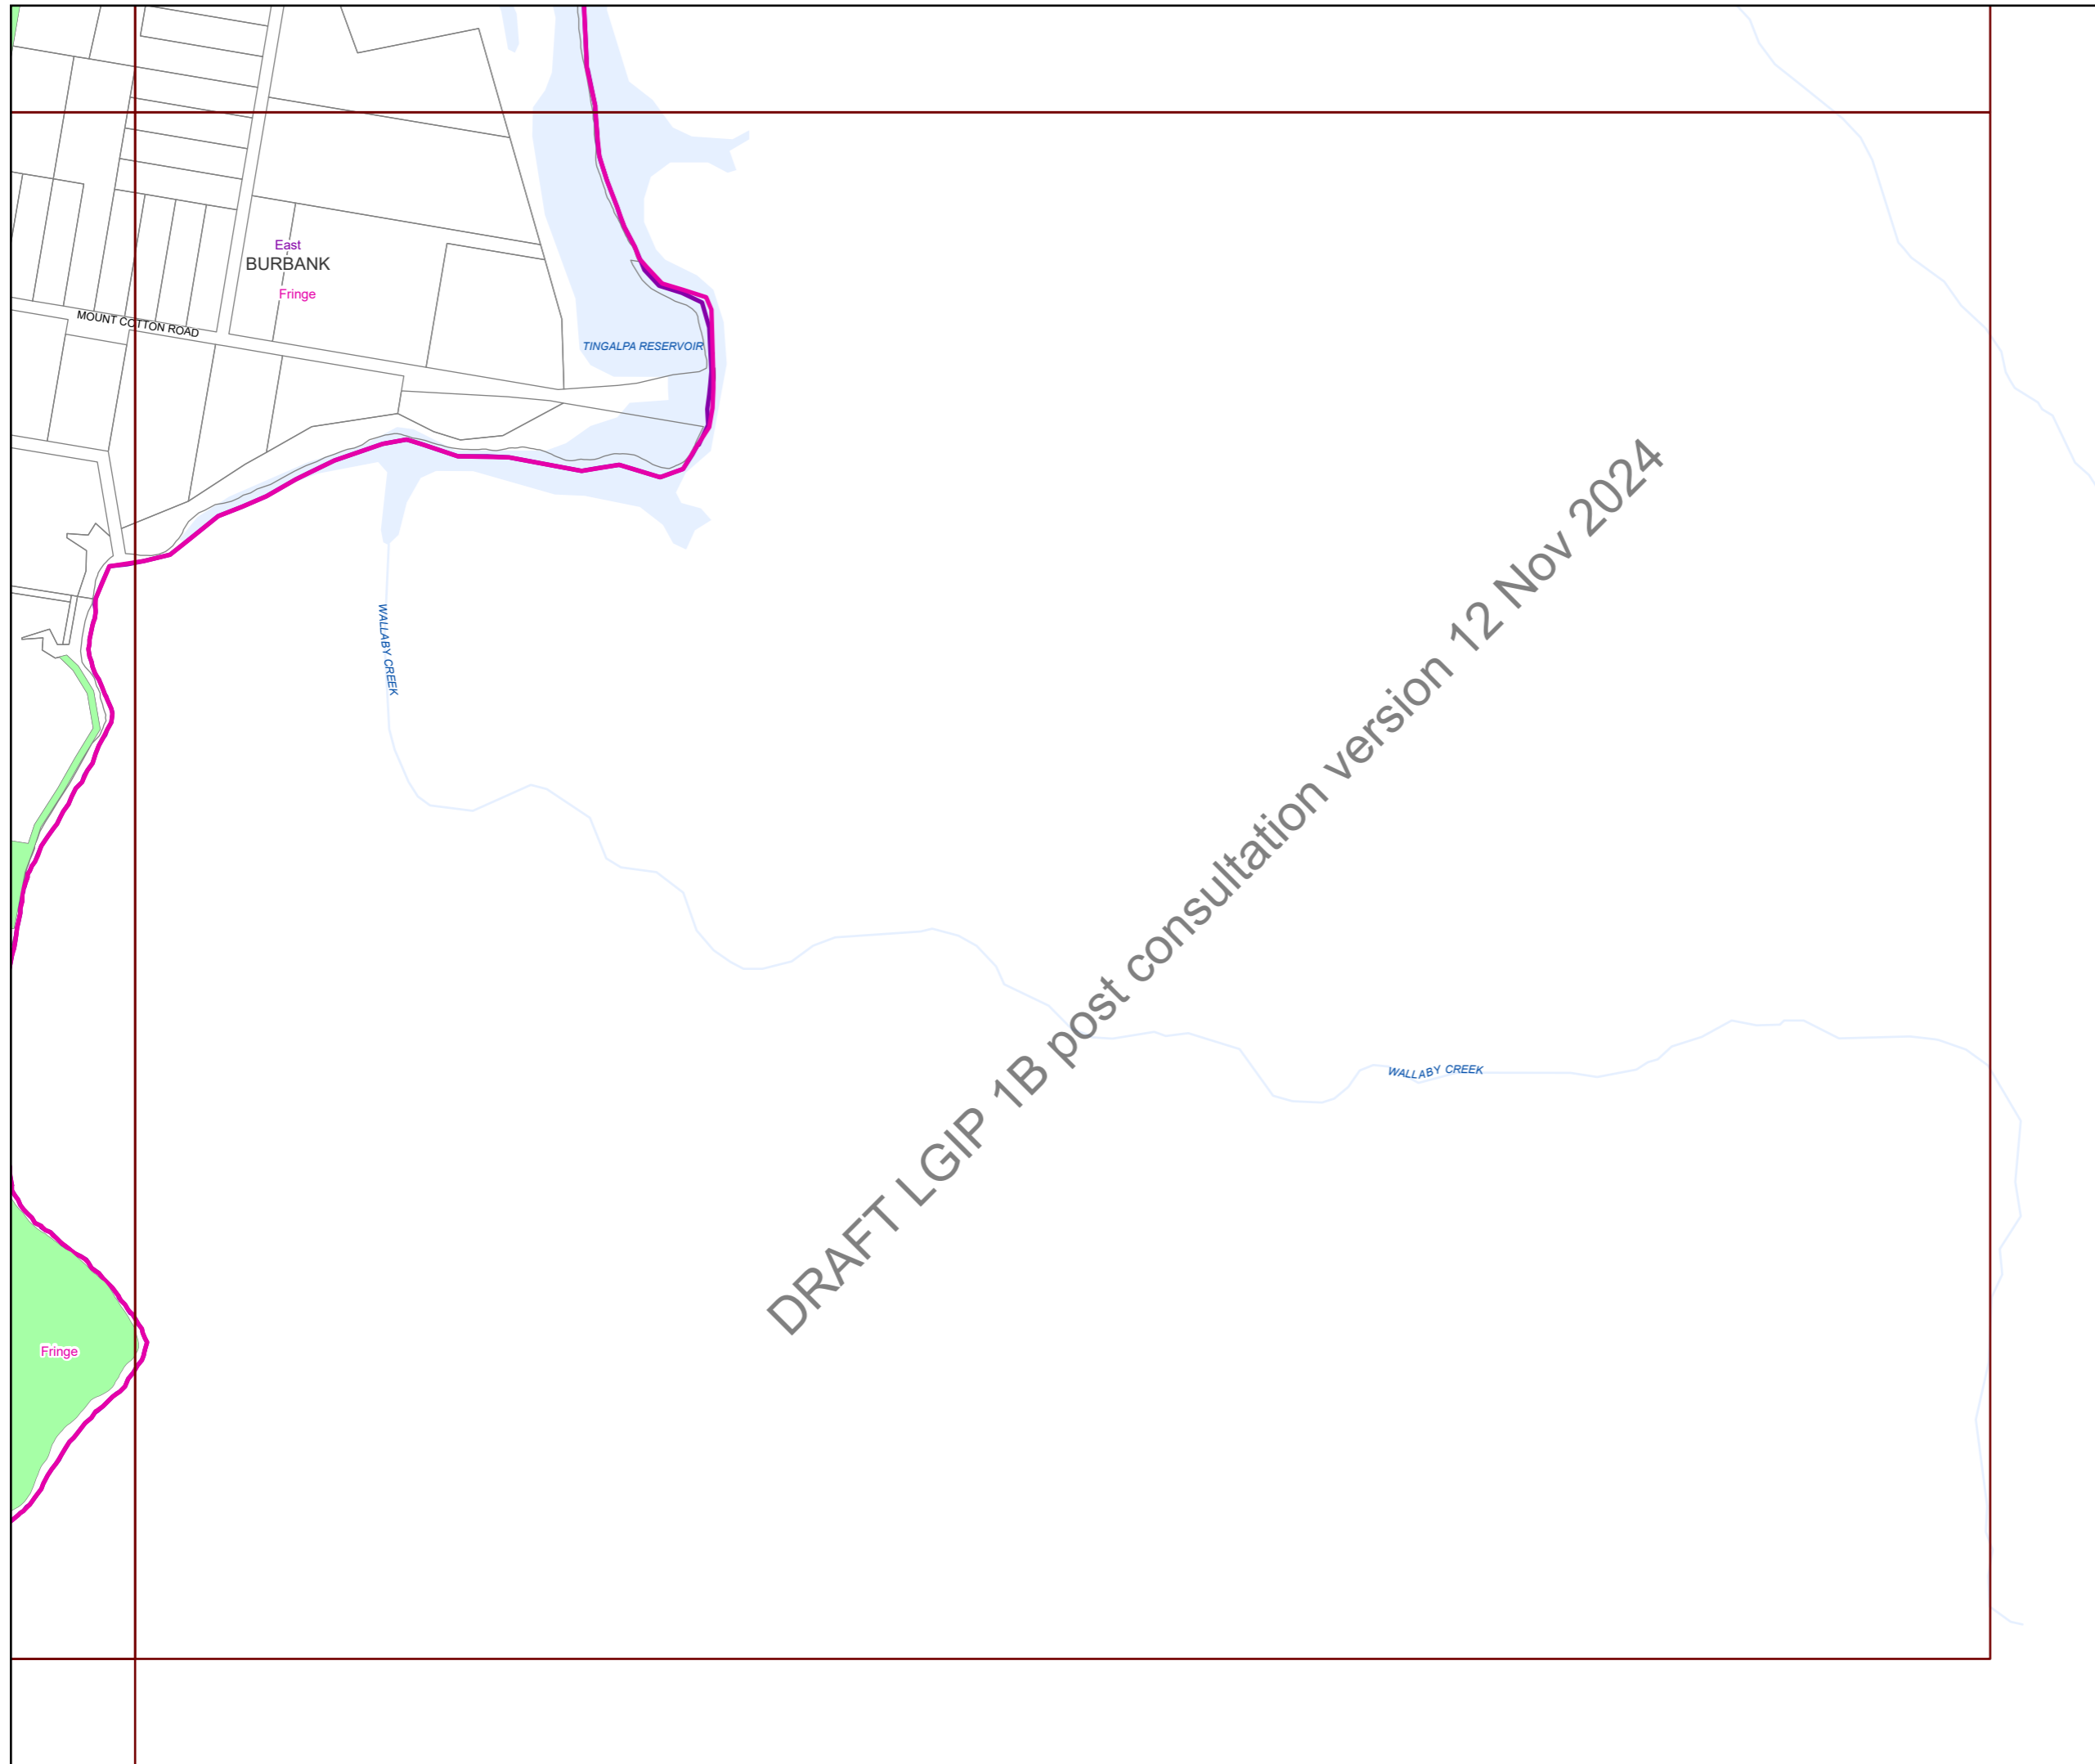 East
BURBANK
Fringe
MOUNT COTTON ROAD
TINGALPA RESERVOIR
WALLABY CREEK
DRAFT LGIP 1B post consultation version 12 Nov 2024
WALLABY CREEK
Fringe